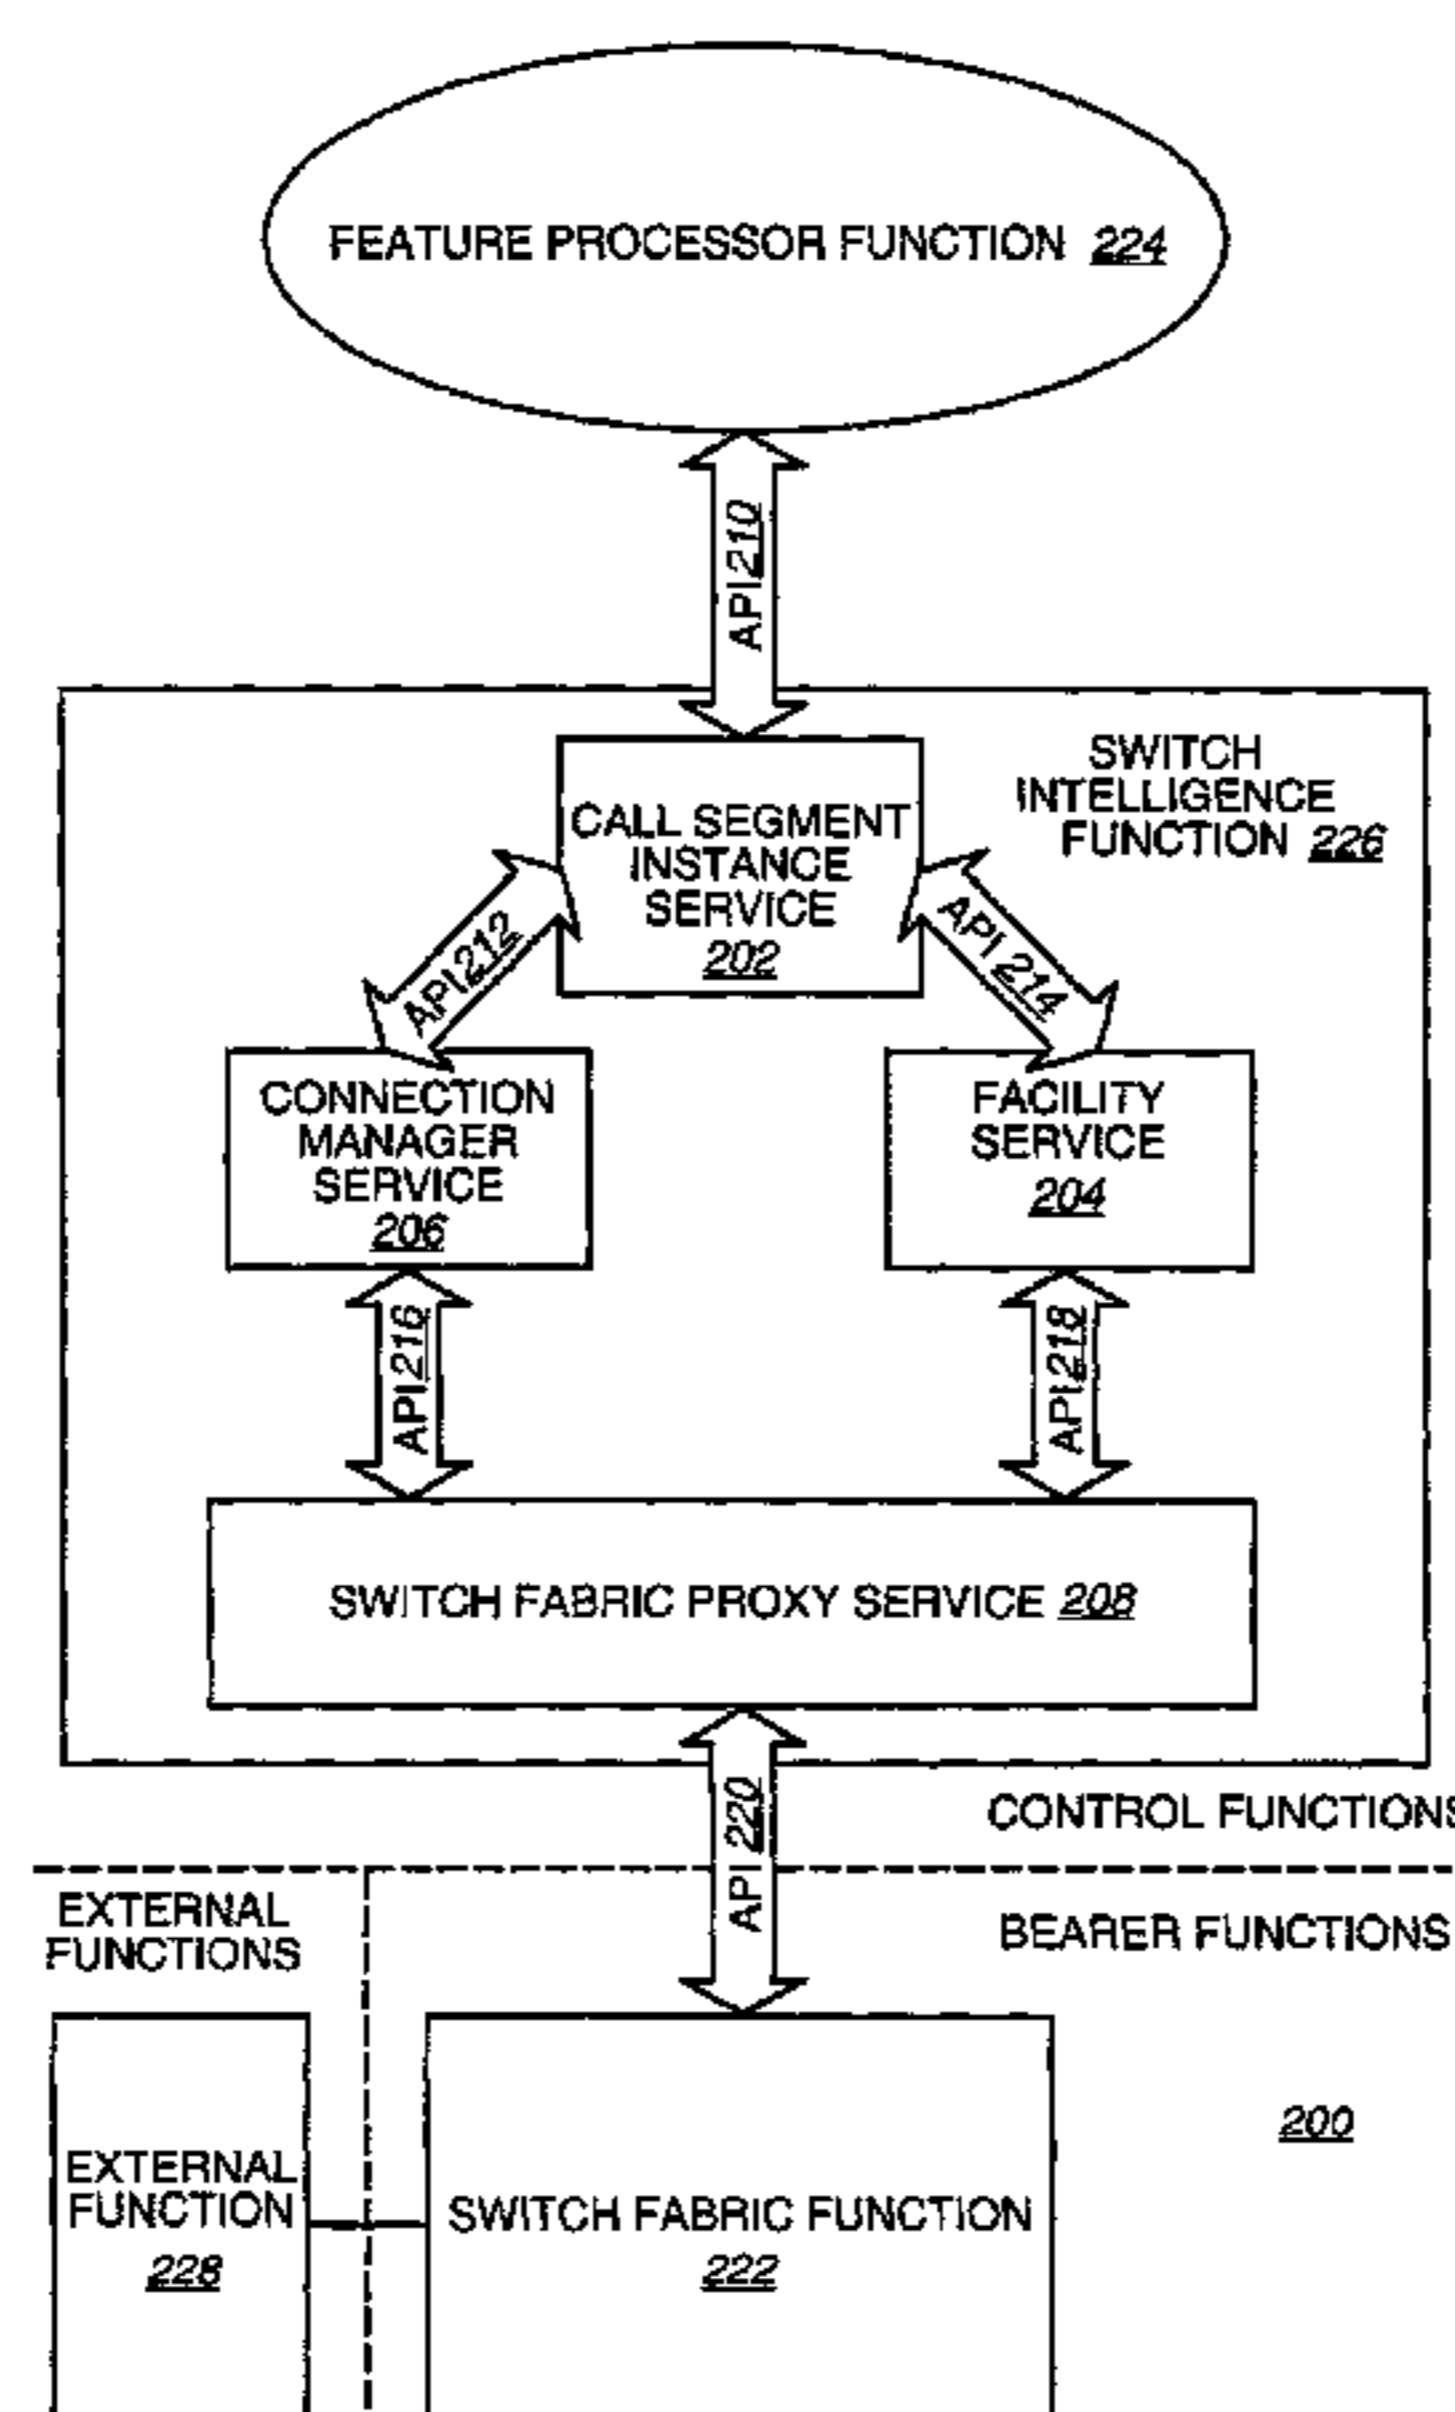 FEATURE PROCESSOR FUNCTION 224
API 210
SWITCH
INTELLIGENCE
FUNCTION 226
CALL SEGMENT
INSTANCE
SERVICE
202
API 212
API 214
CONNECTION
MANAGER
SERVICE
206
FACILITY
SERVICE
204
API 216
API 218
SWITCH FABRIC PROXY SERVICE 208
API 220
CONTROL FUNCTIONS
EXTERNAL
FUNCTIONS
BEARER FUNCTIONS
200
EXTERNAL
FUNCTION
228
SWITCH FABRIC FUNCTION
222